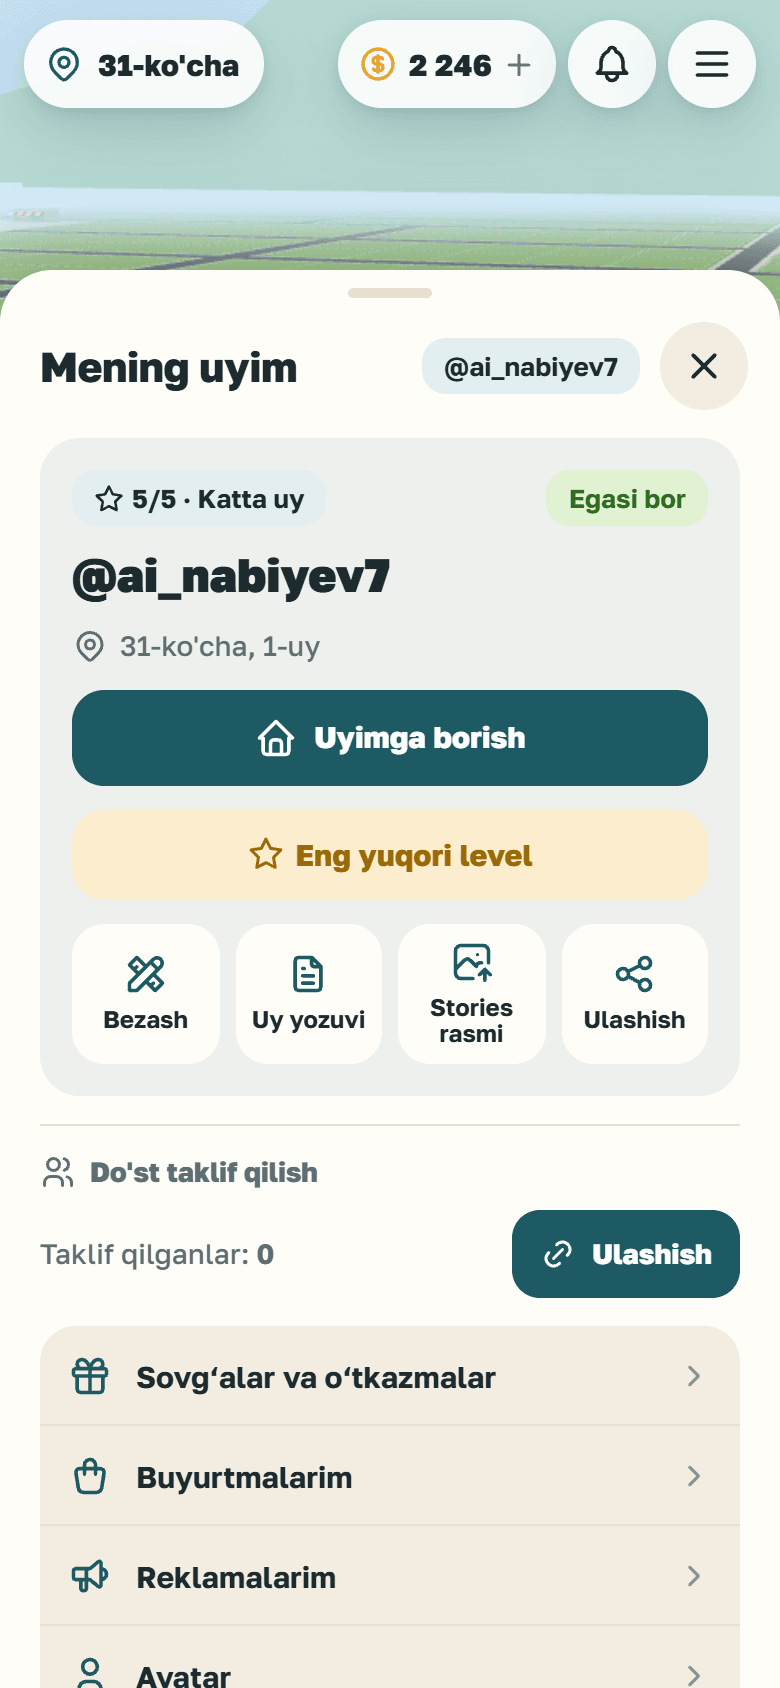 31-ko'cha
2 246
Mening uyim
@ai_nabiyev7
5/5 · Katta uy
Egasi bor
@ai_nabiyev7
31-ko'cha, 1-uy
Uyimga borish
Eng yuqori level
Bezash
Uy yozuvi
Stories
rasmi
Ulashish
Do'st taklif qilish
Taklif qilganlar: 0
Ulashish
Sovg‘alar va o‘tkazmalar
Buyurtmalarim
Reklamalarim
Avatar